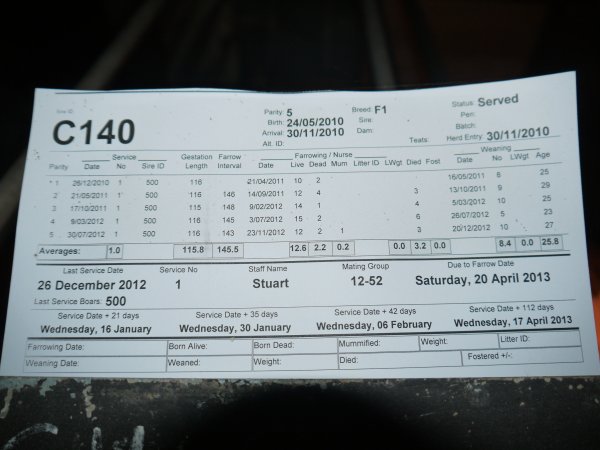 Sow ID: Parity: 5 Breed: F1 Status: Served
C140 Birth: 24/05/2010 Sire: Pen:
Arrival: 30/11/2010 Dam: Batch:
Alt. ID: Teats: Herd Entry 30/11/2010
Service Gestation Farrow Farrowing / Nurse Weaning
Parity Date No Sire ID Length Interval Date Live Dead Mum Litter ID LWgt Died Fost Date No LWgt Age
1 26/12/2010 1 500 116 21/04/2011 10 2 16/05/2011 8 25
2 21/05/2011 1 500 116 146 14/09/2011 12 4 3 13/10/2011 9 29
3 17/10/2011 1 500 115 148 9/02/2012 14 1 4 5/03/2012 10 25
4 9/03/2012 1 500 116 145 3/07/2012 15 2 6 26/07/2012 5 23
5 30/07/2012 1 500 116 143 23/11/2012 12 2 1 3 20/12/2012 10 27
Averages: 1.0 115.8 145.5 12.6 2.2 0.2 0.0 3.2 0.0 8.4 0.0 25.8
Last Service Date Service No Staff Name Mating Group Due to Farrow Date
26 December 2012 1 Stuart 12-52 Saturday, 20 April 2013
Last Service Boars: 500
Service Date + 21 days Service Date + 35 days Service Date + 42 days Service Date + 112 days
Wednesday, 16 January Wednesday, 30 January Wednesday, 06 February Wednesday, 17 April 2013
Farrowing Date: Born Alive: Born Dead: Mummified: Weight: Litter ID:
Weaning Date: Weaned: Weight: Died: Fostered +/-: